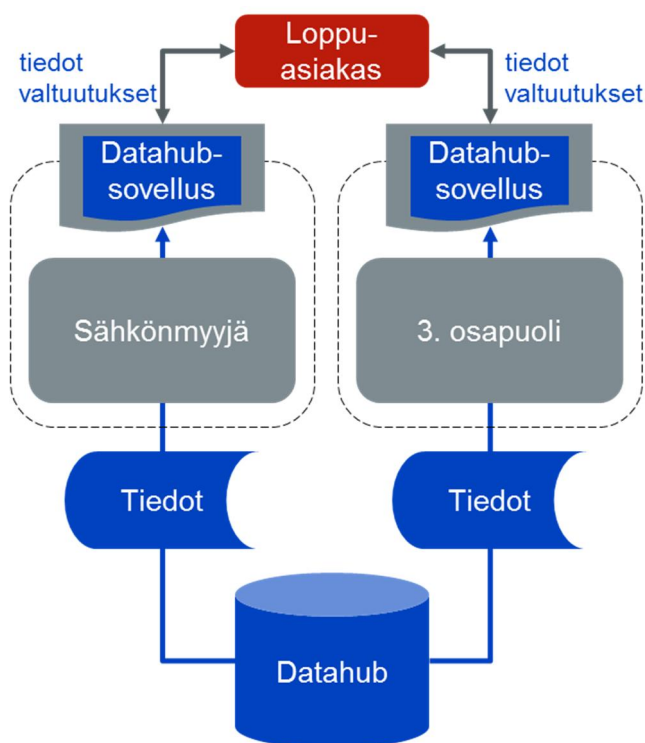 Loppu-
asiakas
tiedot
valtuutukset
tiedot
valtuutukset
Datahub-
sovellus
Datahub-
sovellus
Sähkönmyyjä
3. osapuoli
Tiedot
Tiedot
Datahub